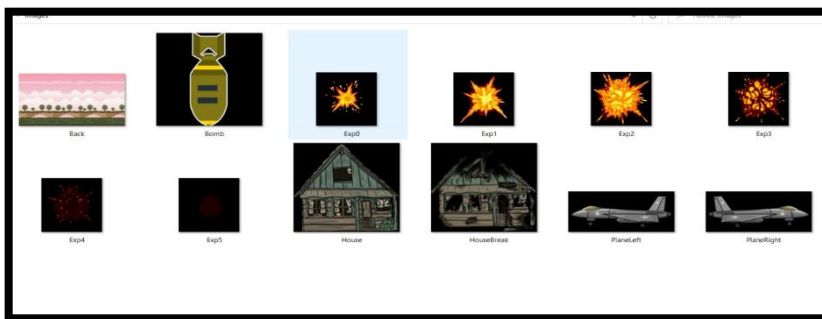 Images
Back
Bomb
Exp0
Exp1
Exp2
Exp3
Exp4
Exp5
House
HouseBreak
PlaneLeft
PlaneRight